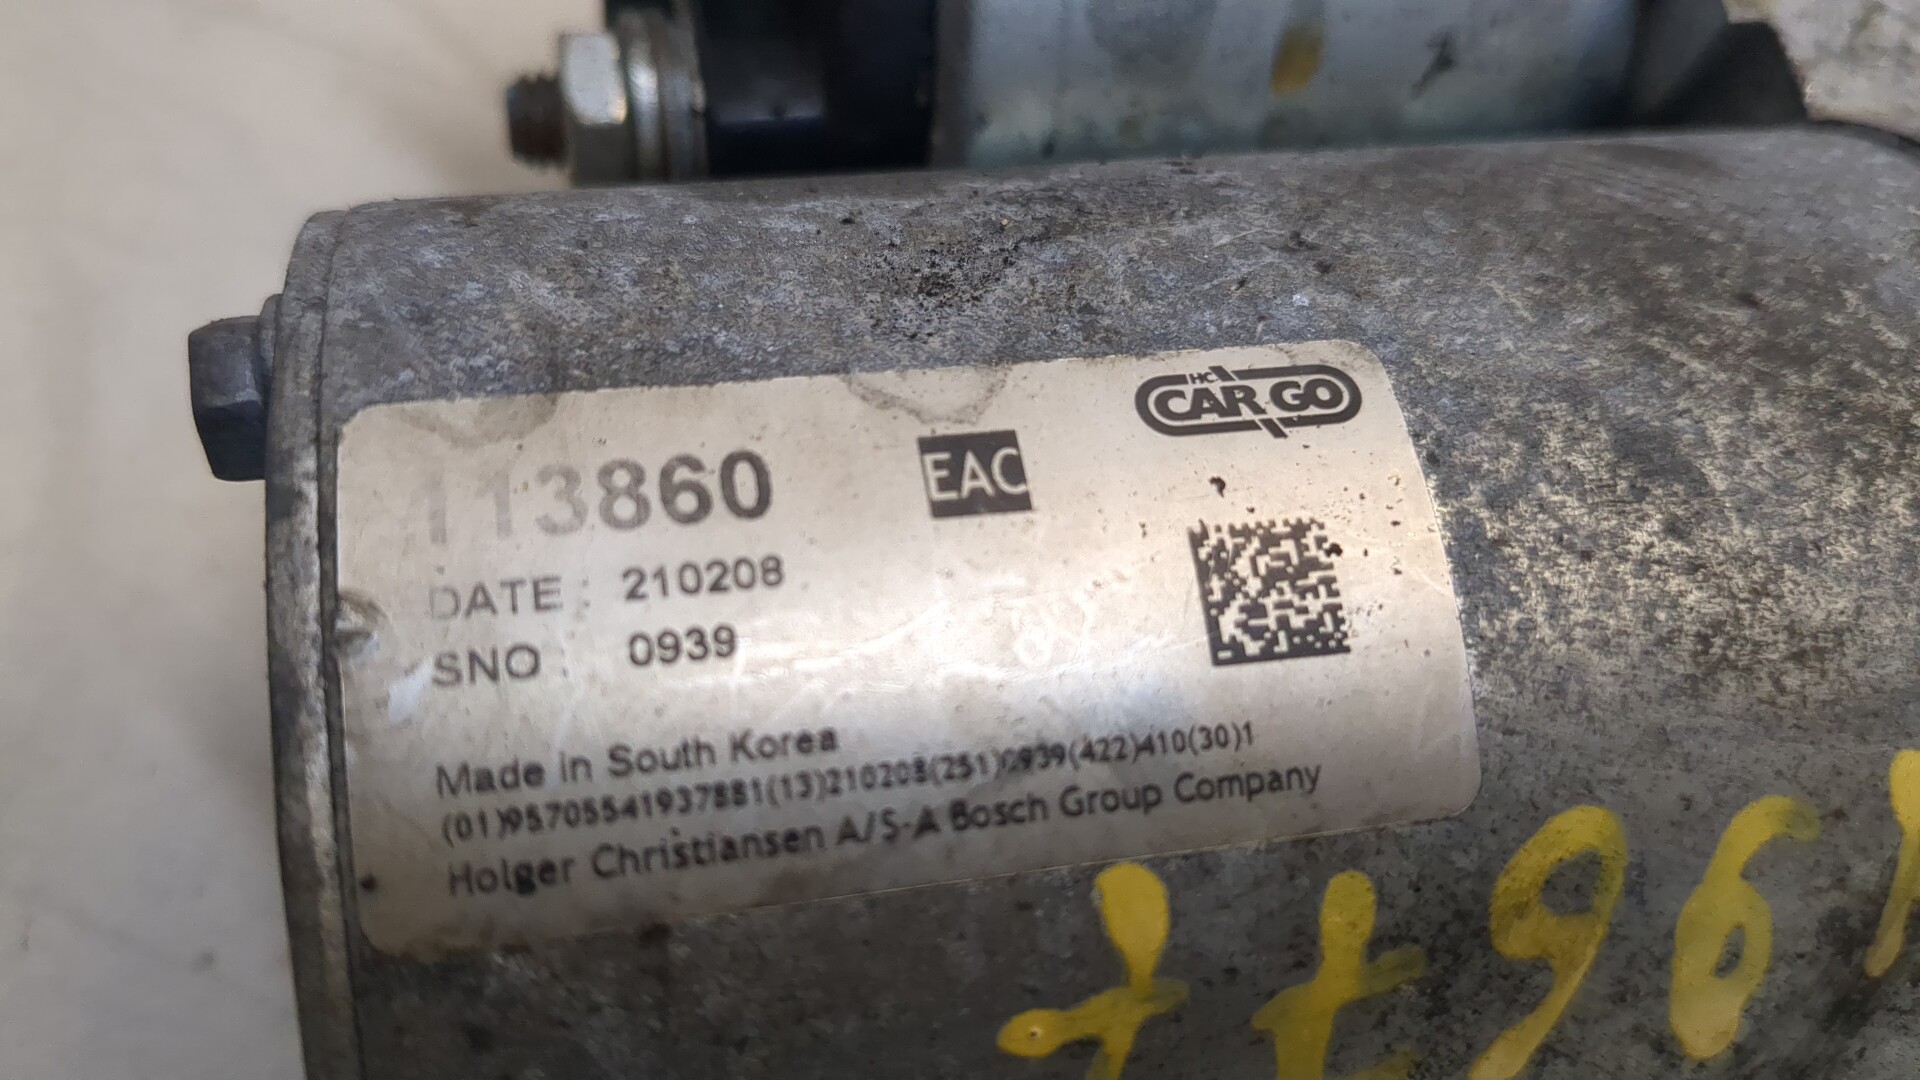 HC
CARGO
113860
EAC
DATE : 210208
SNO : 0939
Made in South Korea
(01)95705541937881(13)210208(251)0939(422)410(30)1
Holger Christiansen A/S-A Bosch Group Company